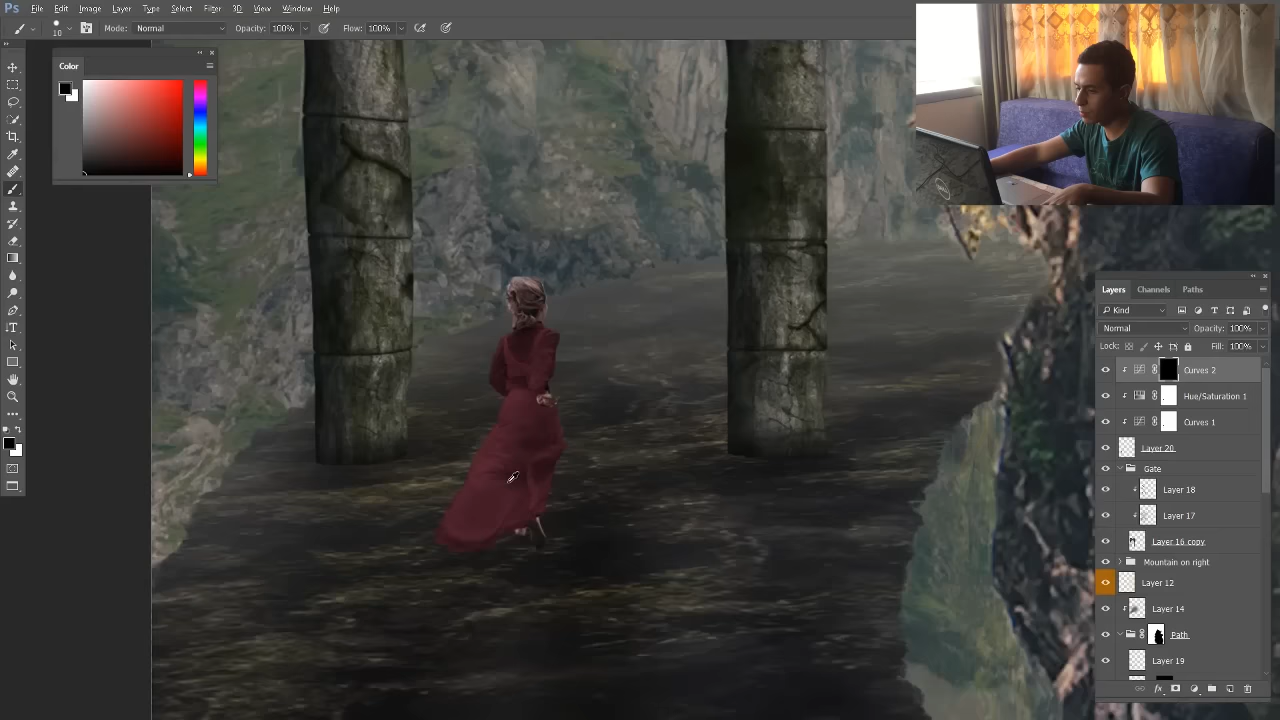 Ps File Edit Image Layer Type Select Filter 3D View Window Help
10 Mode: Normal Opacity: 100% Flow: 100%
Color
Layers Channels Paths
Kind
Normal Opacity: 100%
Lock: Fill: 100%
Curves 2
Hue/Saturation 1
Curves 1
Layer 20
Gate
Layer 18
Layer 17
Layer 16 copy
Mountain on right
Layer 12
Layer 14
Path
Layer 19
fx